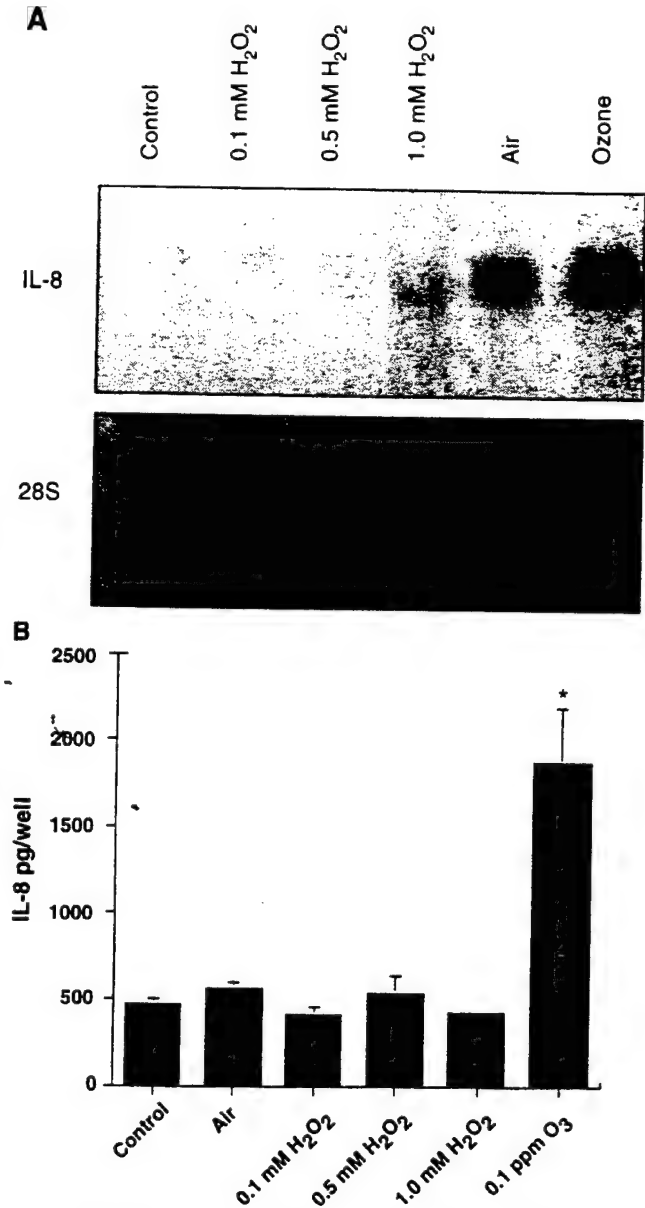 A
Control
0.1 mM H₂O₂
0.5 mM H₂O₂
1.0 mM H₂O₂
Air
Ozone
IL-8
28S
B
2500
2000
1500
1000
500
0
IL-8 pg/well
*
Control
Air
0.1 mM H₂O₂
0.5 mM H₂O₂
1.0 mM H₂O₂
0.1 ppm O₃